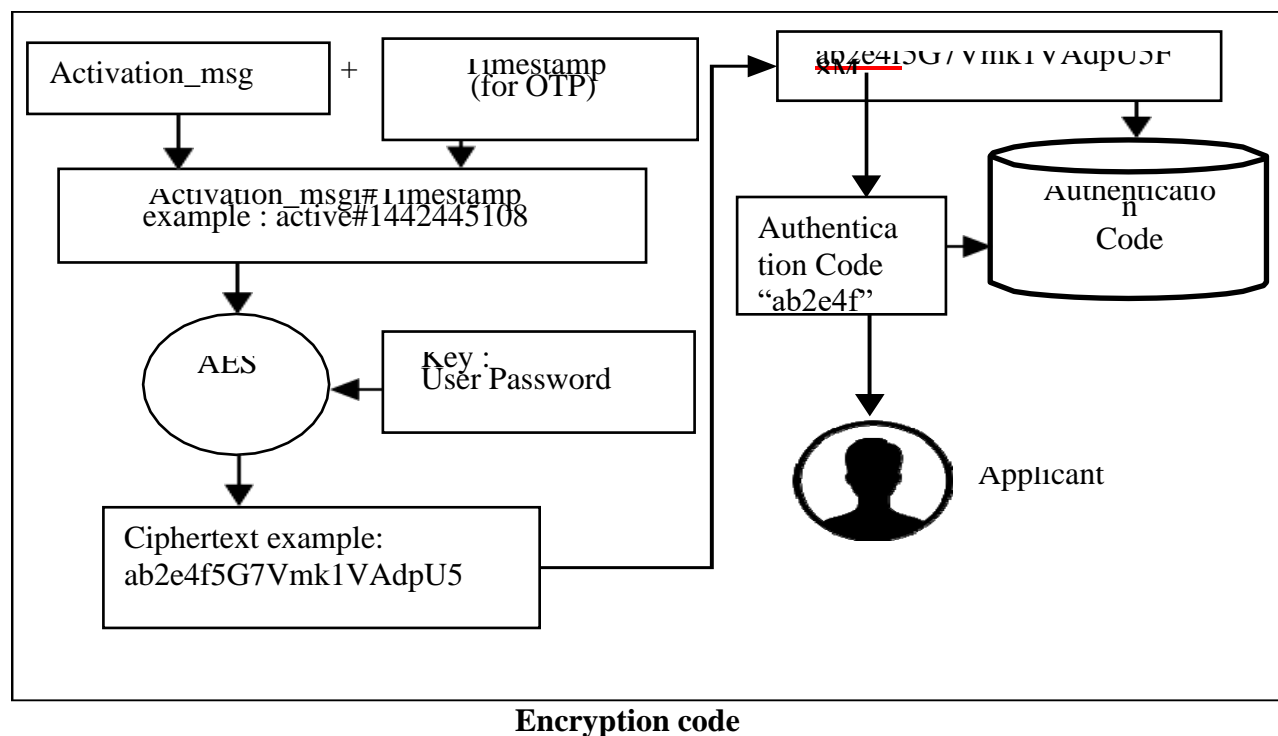 Activation_msg
+
Timestamp
(for OTP)
Activation_msg#Timestamp
example : active#1442445108
AES
Key :
User Password
Ciphertext example:
ab2e4f5G7Vmk1VAdpU5
ab2e4f5G7Vmk1VAdpU5F
Authentica
tion Code
“ab2e4f”
Authenticatio
n
Code
Applicant
Encryption code